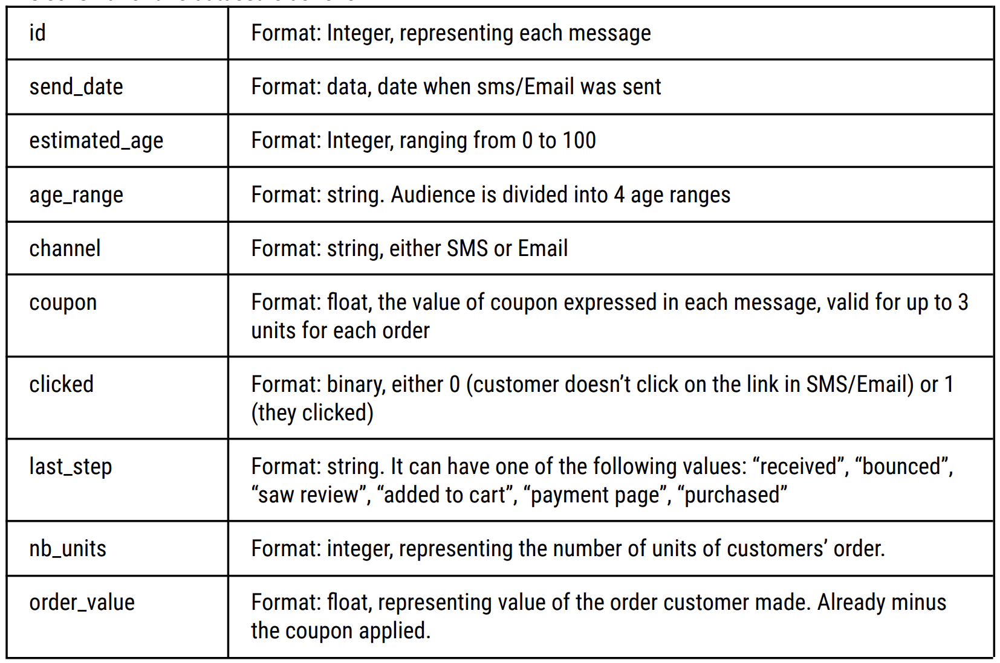 id
Format: Integer, representing each message
send_date
Format: data, date when sms/Email was sent
estimated_age
Format: Integer, ranging from 0 to 100
age_range
Format: string. Audience is divided into 4 age ranges
channel
Format: string, either SMS or Email
coupon
Format: float, the value of coupon expressed in each message, valid for up to 3
units for each order
clicked
Format: binary, either 0 (customer doesn’t click on the link in SMS/Email) or 1
(they clicked)
last_step
Format: string. It can have one of the following values: “received”, “bounced”,
“saw review”, “added to cart”, “payment page”, “purchased”
nb_units
Format: integer, representing the number of units of customers’ order.
order_value
Format: float, representing value of the order customer made. Already minus
the coupon applied.